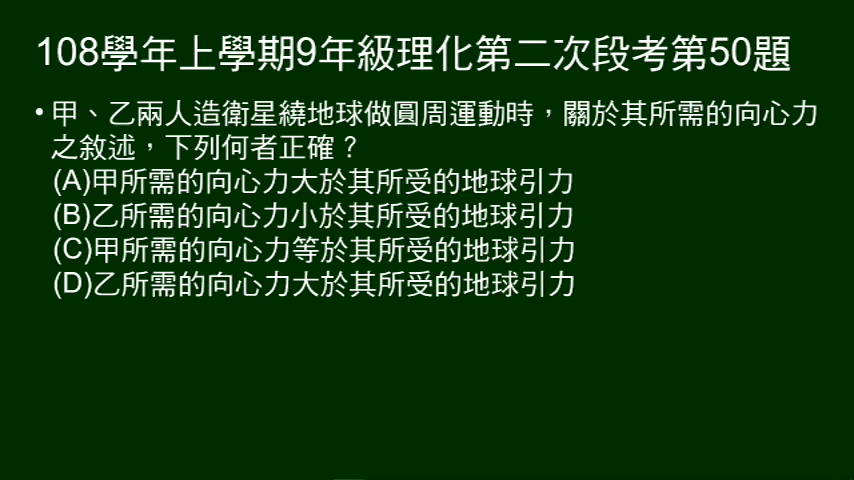 108學年上學期9年級理化第二次段考第50題
• 甲、乙兩人造衛星繞地球做圓周運動時，關於其所需的向心力
之敘述，下列何者正確？
(A)甲所需的向心力大於其所受的地球引力
(B)乙所需的向心力小於其所受的地球引力
(C)甲所需的向心力等於其所受的地球引力
(D)乙所需的向心力大於其所受的地球引力